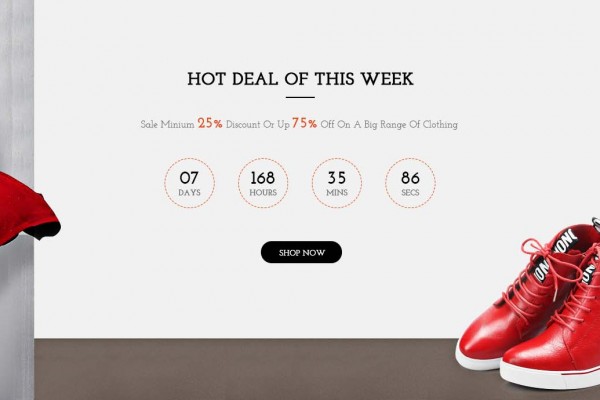 HOT DEAL OF THIS WEEK
Sale Minium 25% Discount Or Up 75% Off On A Big Range Of Clothing
07 168 35 86
DAYS HOURS MINS SECS
SHOP NOW